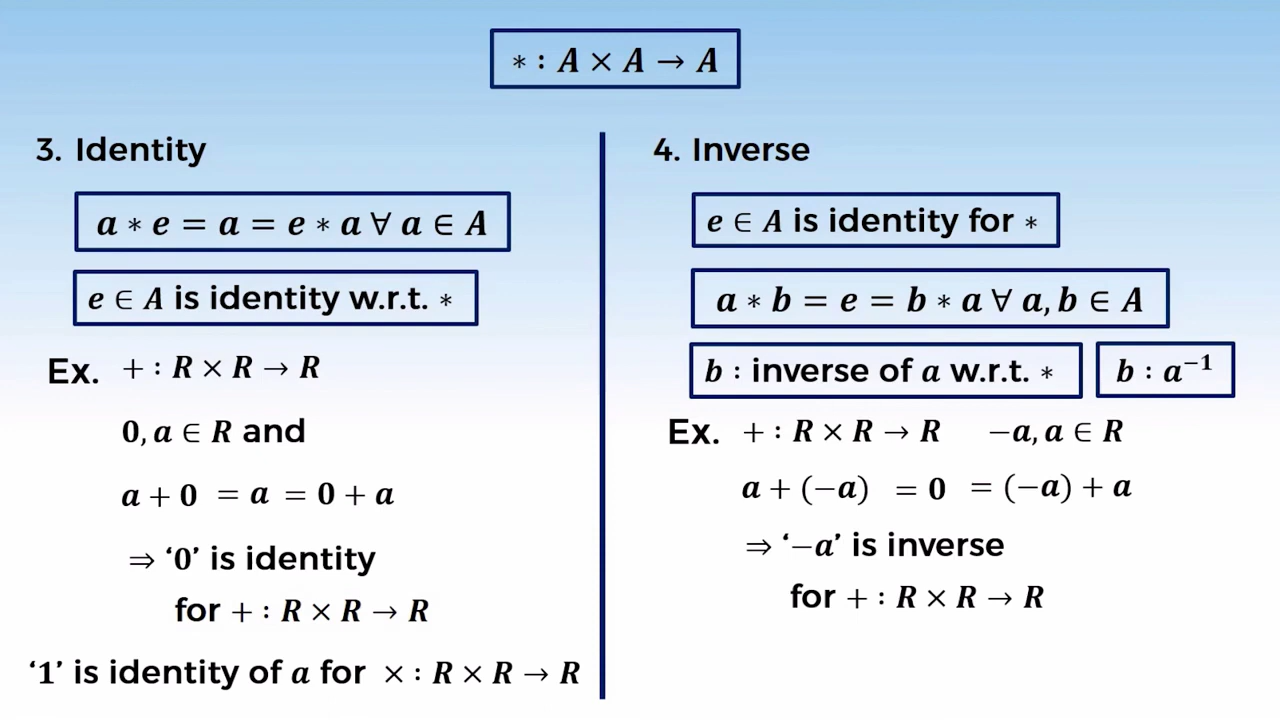 ∗ : A × A → A
3. Identity
a ∗ e = a = e ∗ a ∀ a ∈ A
e ∈ A is identity w.r.t. ∗
Ex. + : R × R → R
0, a ∈ R and
a + 0 = a = 0 + a
⇒ ‘0’ is identity
for + : R × R → R
‘1’ is identity of a for × : R × R → R
4. Inverse
e ∈ A is identity for ∗
a ∗ b = e = b ∗ a ∀ a, b ∈ A
b : inverse of a w.r.t. ∗ b : a⁻¹
Ex. + : R × R → R −a, a ∈ R
a + (−a) = 0 = (−a) + a
⇒ ‘−a’ is inverse
for + : R × R → R